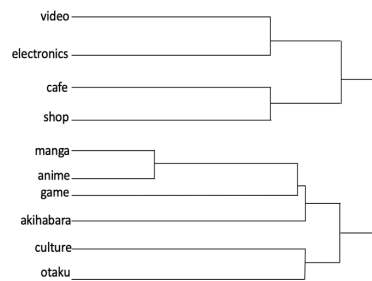 video
electronics
cafe
shop
manga
anime
game
akihabara
culture
otaku